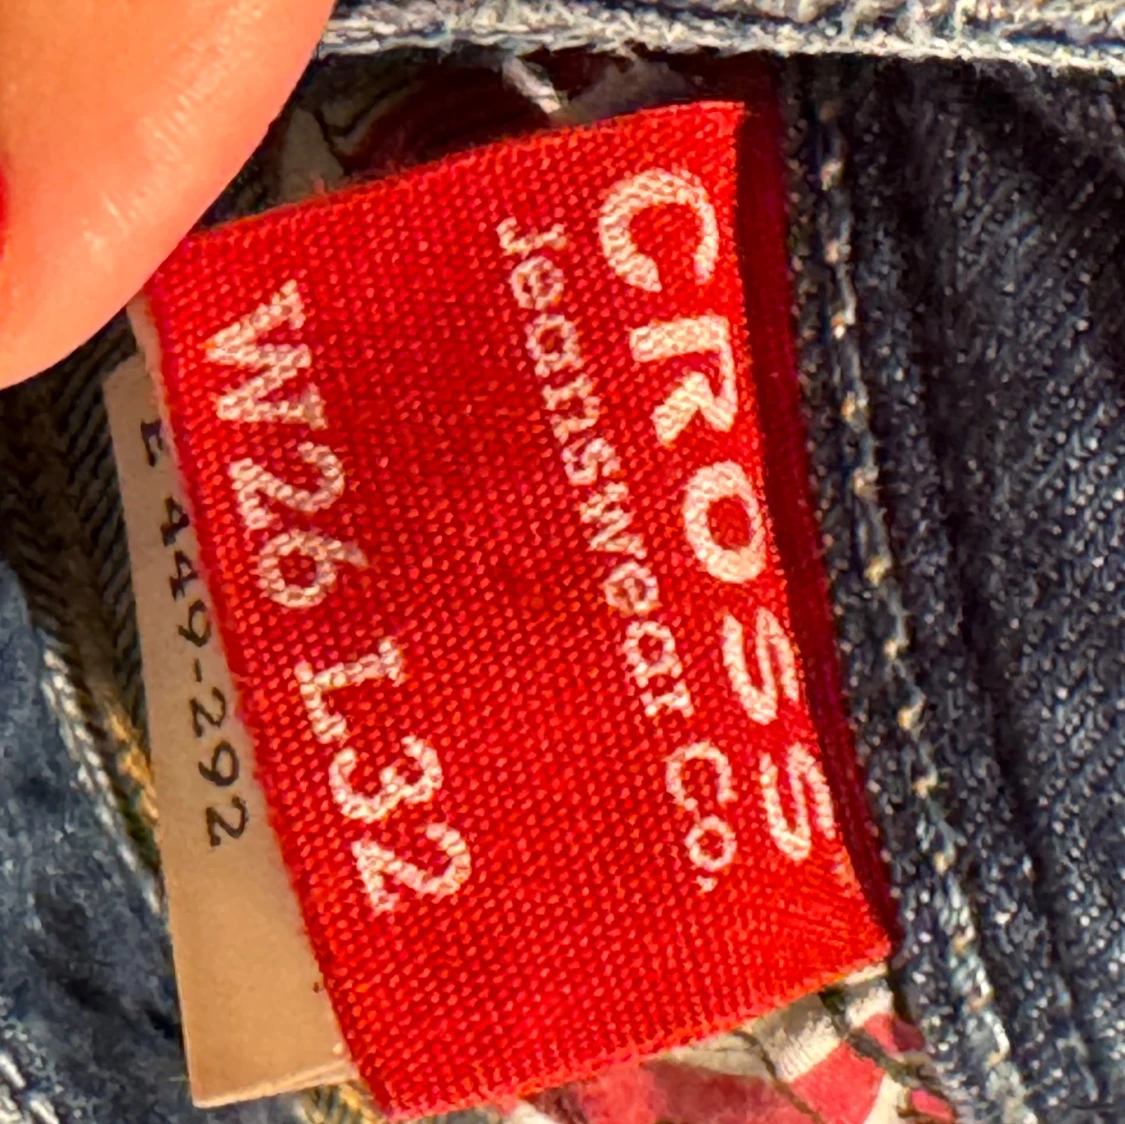 CROSS
Jeanswear Co.
W26 L32
E 449-292